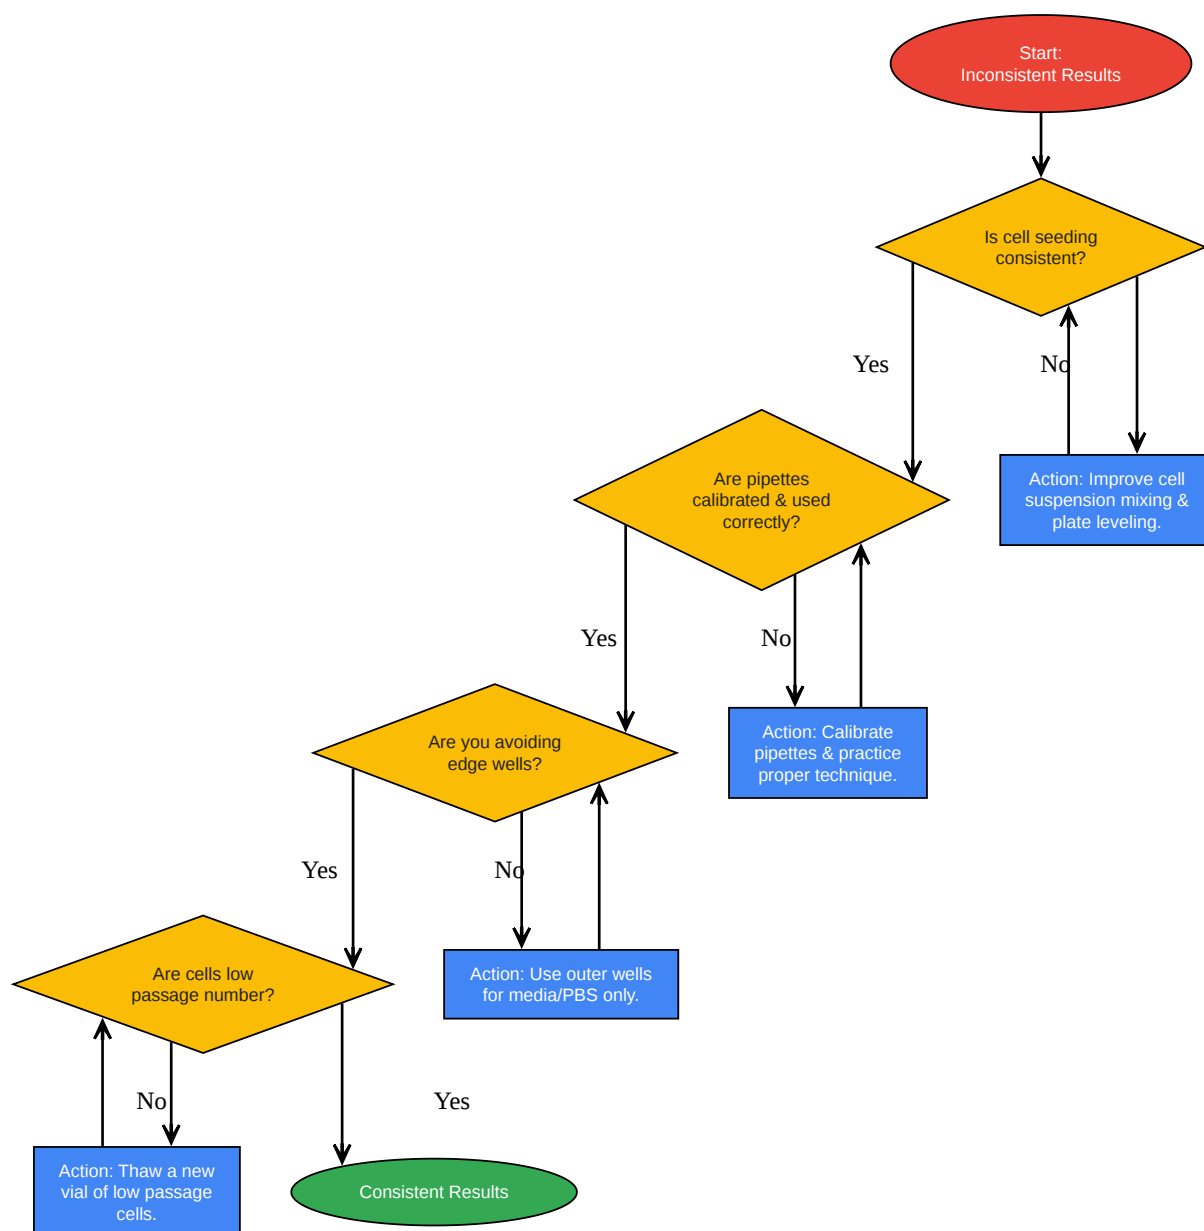 Start:
Inconsistent Results
Is cell seeding
consistent?
Yes
No
Action: Improve cell
suspension mixing &
plate leveling.
Are pipettes
calibrated & used
correctly?
Yes
No
Action: Calibrate
pipettes & practice
proper technique.
Are you avoiding
edge wells?
Yes
No
Action: Use outer wells
for media/PBS only.
Are cells low
passage number?
No
Yes
Action: Thaw a new
vial of low passage
cells.
Consistent Results